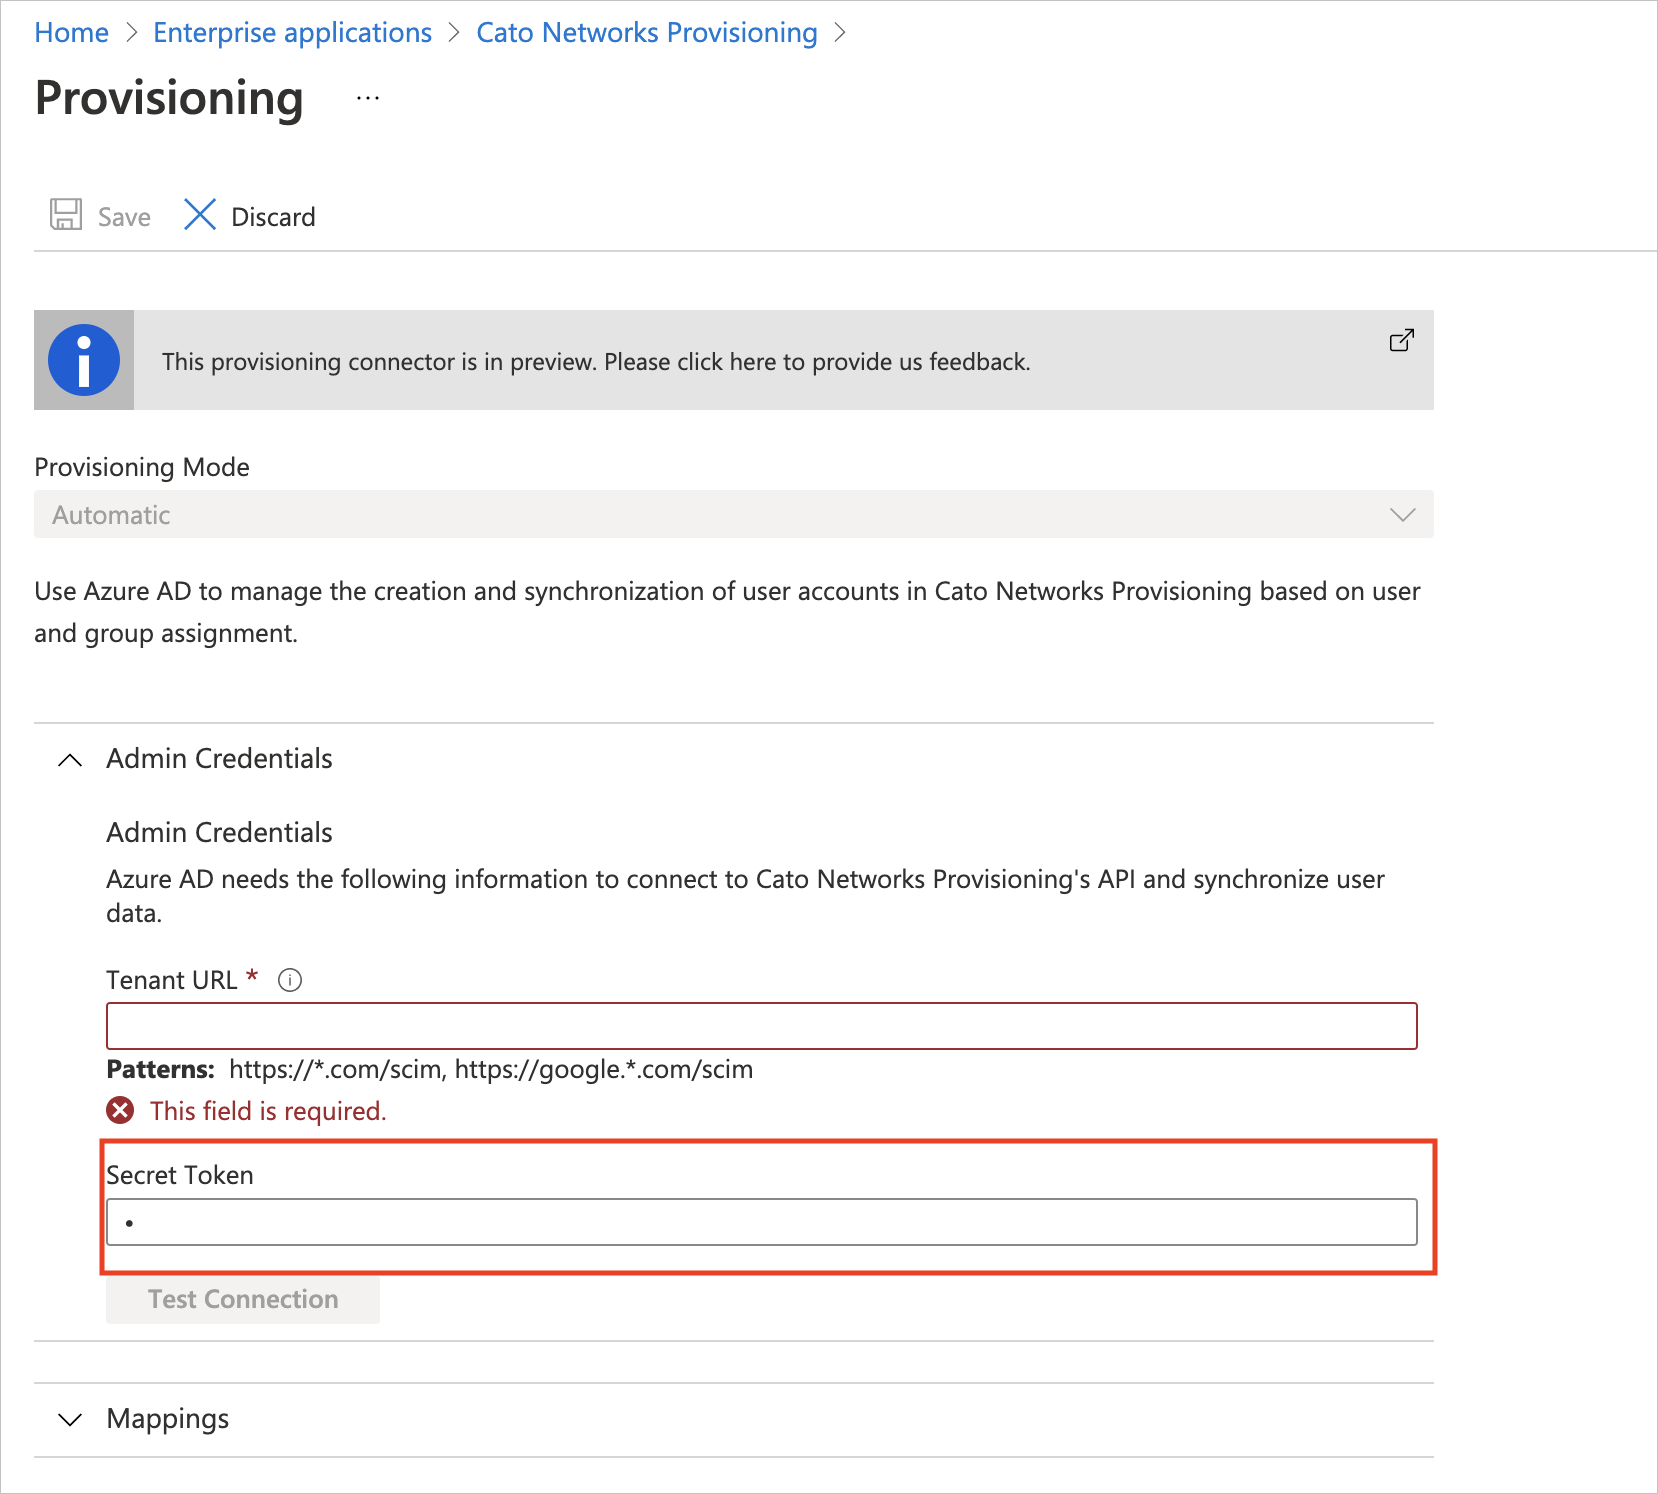 Home > Enterprise applications > Cato Networks Provisioning >
Provisioning ...
Save Discard
This provisioning connector is in preview. Please click here to provide us feedback.
Provisioning Mode
Automatic
Use Azure AD to manage the creation and synchronization of user accounts in Cato Networks Provisioning based on user
and group assignment.
Admin Credentials
Admin Credentials
Azure AD needs the following information to connect to Cato Networks Provisioning's API and synchronize user
data.
Tenant URL *
Patterns: https://*.com/scim, https://google.*.com/scim
This field is required.
Secret Token
•
Test Connection
Mappings